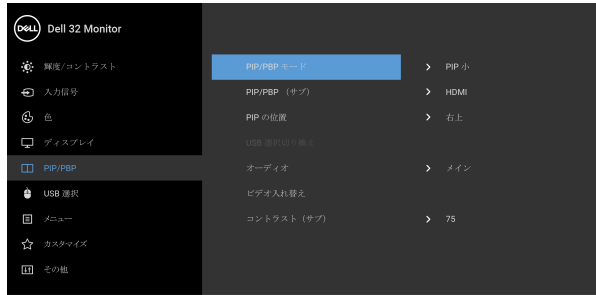 DELL Dell 32 Monitor
輝度/コントラスト
入力信号
色
ディスプレイ
PIP/PBP
USB 選択
メニュー
カスタマイズ
その他
PIP/PBP モード > PIP 小
PIP/PBP （サブ） > HDMI
PIP の位置 > 右上
USB 選択切り換え
オーディオ > メイン
ビデオ入れ替え
コントラスト（サブ） > 75